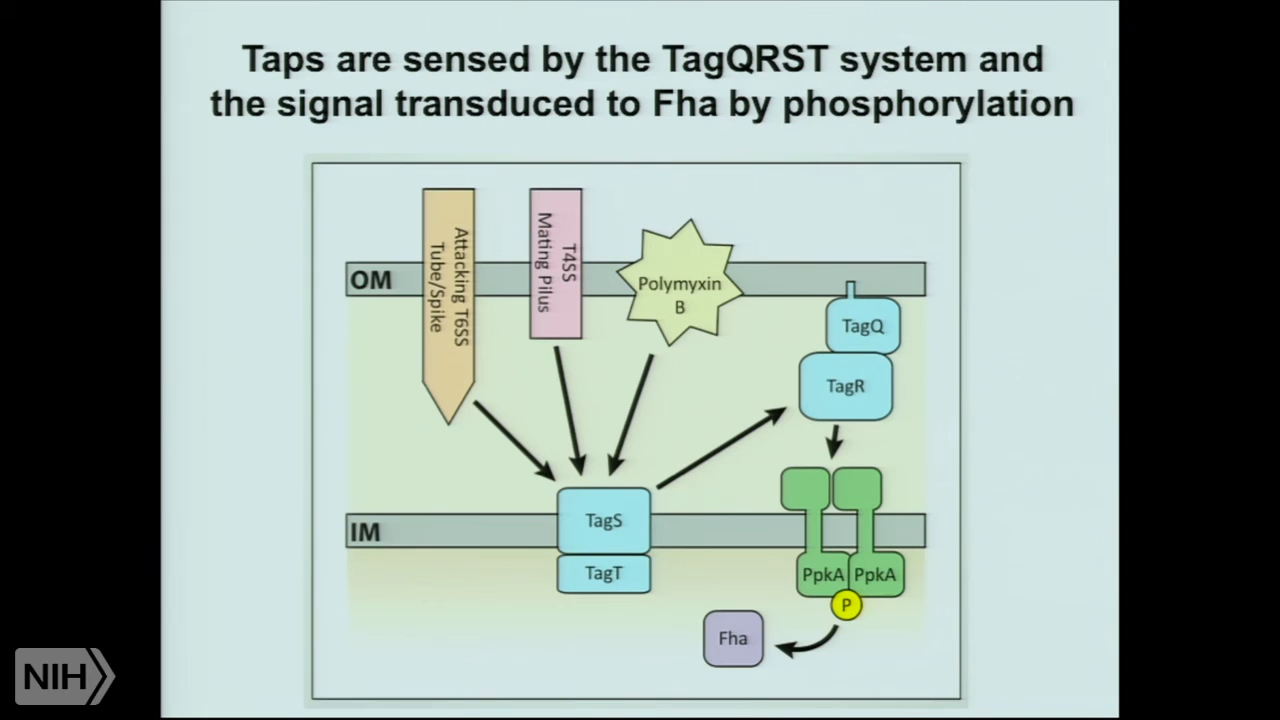 Taps are sensed by the TagQRST system and
the signal transduced to Fha by phosphorylation
Attacking T6SS
Tube/Spike
T4SS
Mating Pilus
Polymyxin
B
OM
TagQ
TagR
TagS
IM
TagT
PpkA
PpkA
P
Fha
NIH